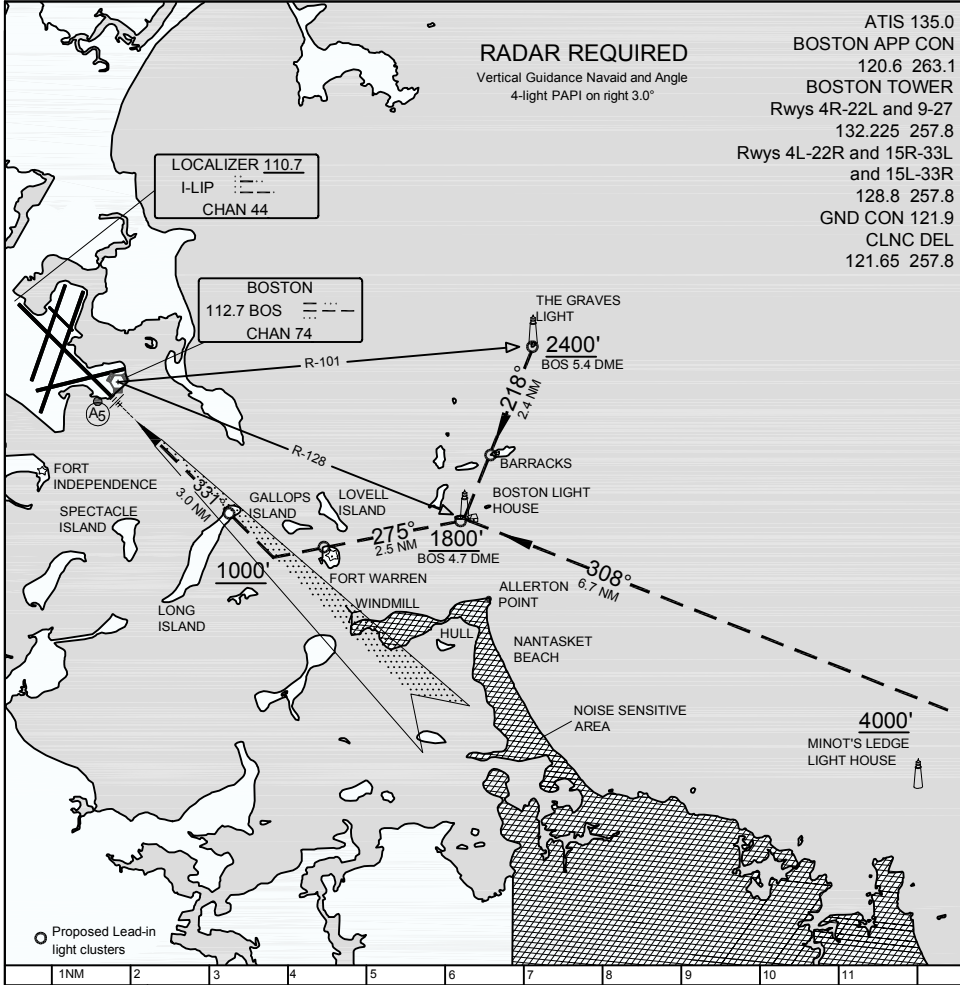 RADAR REQUIRED
Vertical Guidance Navaid and Angle
4-light PAPI on right 3.0°
ATIS 135.0
BOSTON APP CON
120.6 263.1
BOSTON TOWER
Rwys 4R-22L and 9-27
132.225 257.8
Rwys 4L-22R and 15R-33L
and 15L-33R
128.8 257.8
GND CON 121.9
CLNC DEL
121.65 257.8
LOCALIZER 110.7
I-LIP
CHAN 44
BOSTON
112.7 BOS
CHAN 74
THE GRAVES
LIGHT
2400'
BOS 5.4 DME
R-101
218°
2.4 NM
A5
R-128
BARRACKS
FORT
INDEPENDENCE
331°
3.0 NM
GALLOPS
ISLAND
LOVELL
ISLAND
BOSTON LIGHT
HOUSE
SPECTACLE
ISLAND
275°
2.5 NM
1800'
BOS 4.7 DME
1000'
FORT WARREN
308°
6.7 NM
LONG
ISLAND
WINDMILL
ALLERTON
POINT
HULL
NANTASKET
BEACH
NOISE SENSITIVE
AREA
4000'
MINOT'S LEDGE
LIGHT HOUSE
Proposed Lead-in
light clusters
1NM 2 3 4 5 6 7 8 9 10 11